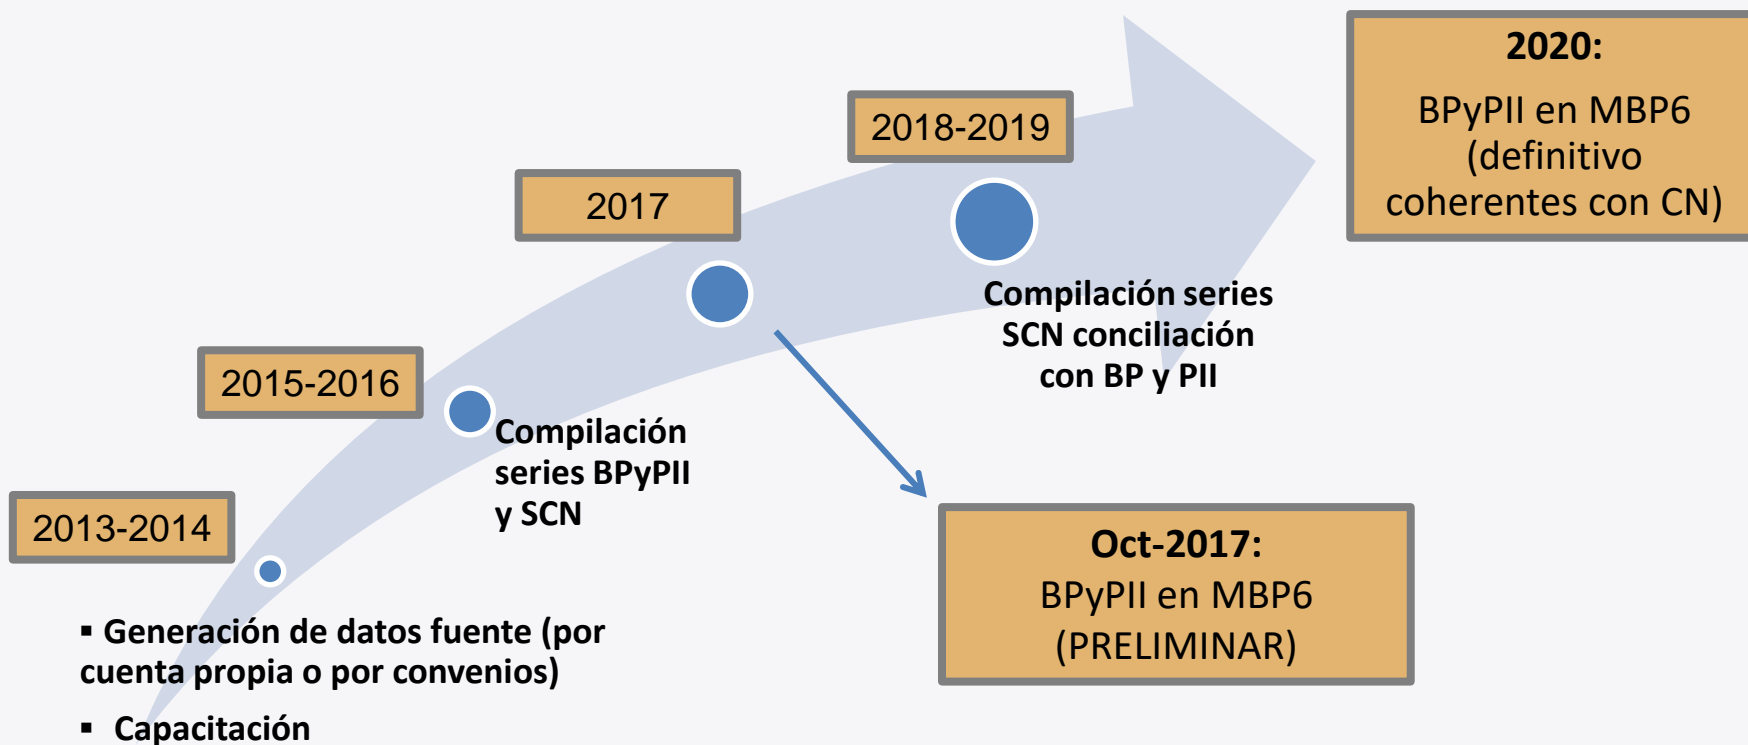 2013-2014
▪ Generación de datos fuente (por
cuenta propia o por convenios)
▪ Capacitación
2015-2016
Compilación
series BPyPII
y SCN
2017
Oct-2017:
BPyPII en MBP6
(PRELIMINAR)
2018-2019
Compilación series
SCN conciliación
con BP y PII
2020:
BPyPII en MBP6
(definitivo
coherentes con CN)